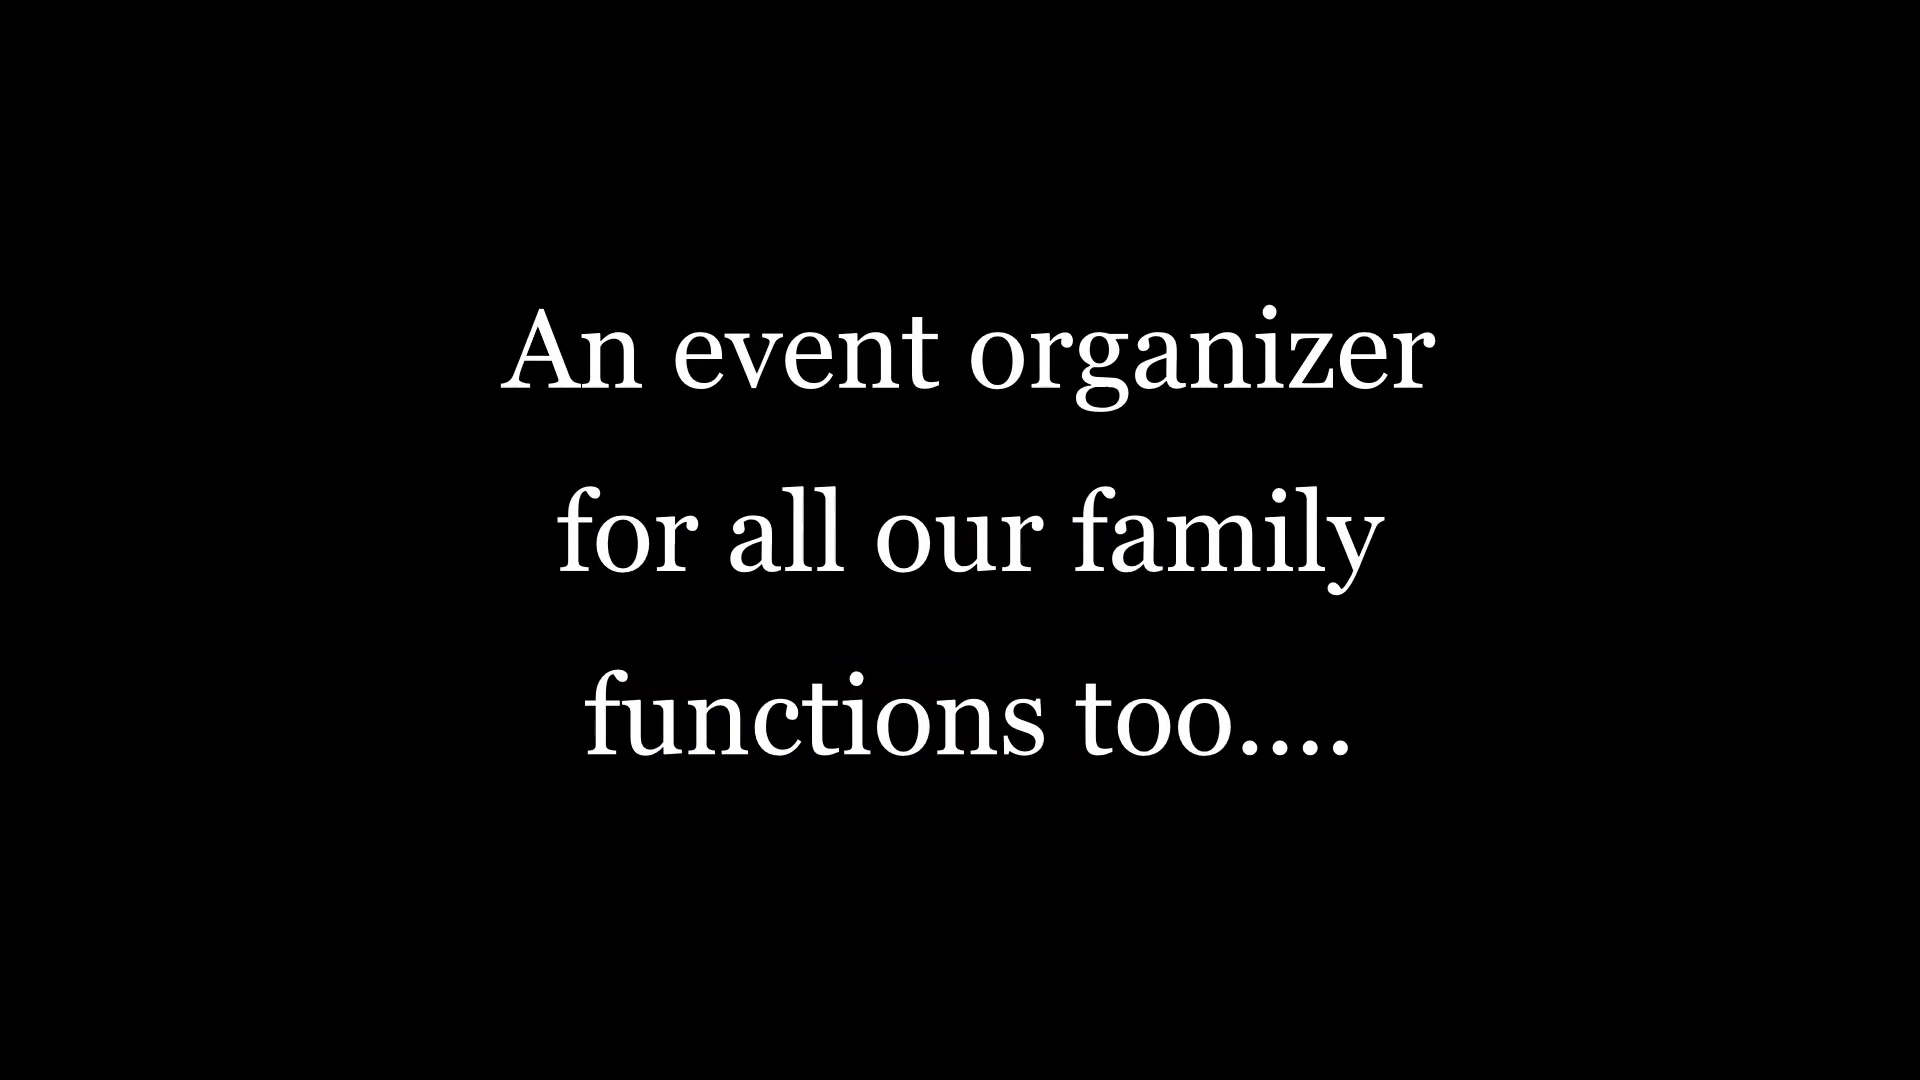 An event organizer
for all our family
functions too....